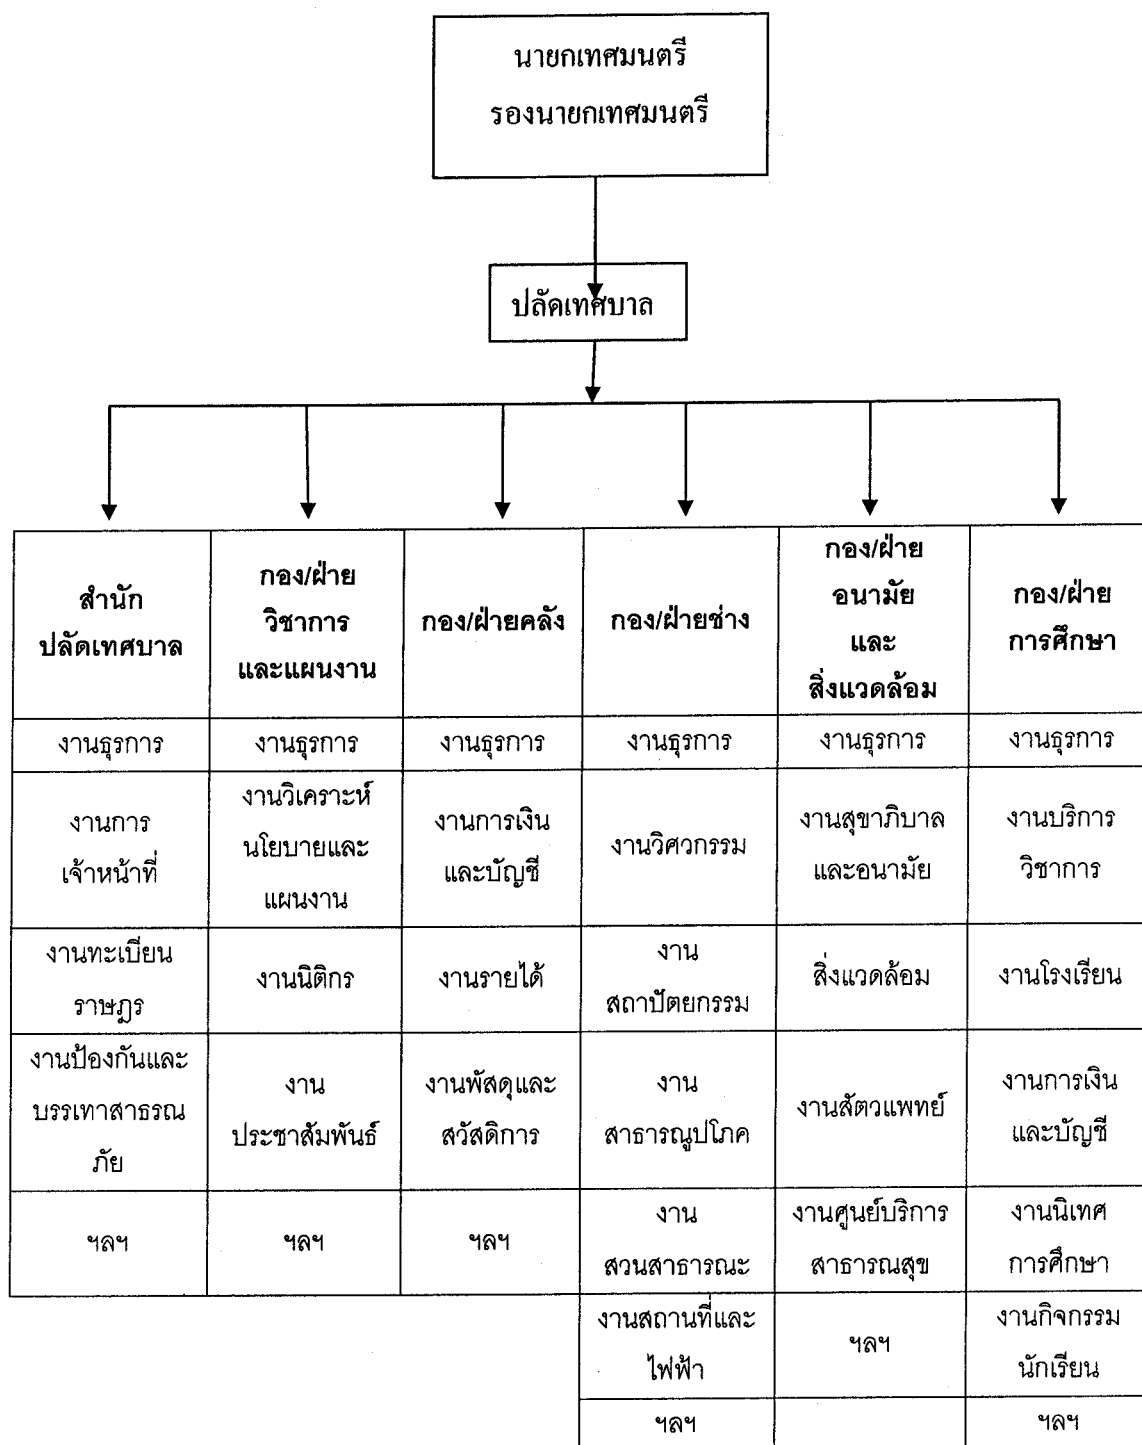 นายกเทศมนตรี
รองนายกเทศมนตรี
ปลัดเทศบาล
สำนัก
ปลัดเทศบาล
กอง/ฝ่าย
วิชาการ
และแผนงาน
กอง/ฝ่ายคลัง
กอง/ฝ่ายช่าง
กอง/ฝ่าย
อนามัย
และ
สิ่งแวดล้อม
กอง/ฝ่าย
การศึกษา
งานธุรการ
งานธุรการ
งานธุรการ
งานธุรการ
งานธุรการ
งานธุรการ
งานการ
เจ้าหน้าที่
งานวิเคราะห์
นโยบายและ
แผนงาน
งานการเงิน
และบัญชี
งานวิศวกรรม
งานสุขาภิบาล
และอนามัย
งานบริการ
วิชาการ
งานทะเบียน
ราษฎร
งานนิติกร
งานรายได้
งาน
สถาปัตยกรรม
สิ่งแวดล้อม
งานโรงเรียน
งานป้องกันและ
บรรเทาสาธรณ
ภัย
งาน
ประชาสัมพันธ์
งานพัสดุและ
สวัสดิการ
งาน
สาธารณูปโภค
งานสัตวแพทย์
งานการเงิน
และบัญชี
ฯลฯ
ฯลฯ
ฯลฯ
งาน
สวนสาธารณะ
งานศูนย์บริการ
สาธารณสุข
งานนิเทศ
การศึกษา
งานสถานที่และ
ไฟฟ้า
ฯลฯ
งานกิจกรรม
นักเรียน
ฯลฯ
ฯลฯ